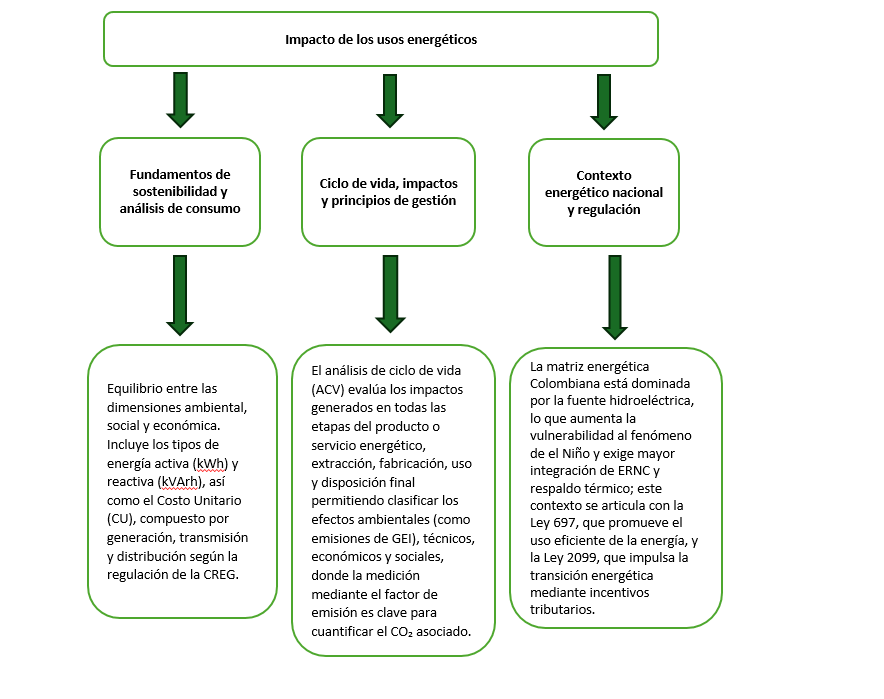 Impacto de los usos energéticos
Fundamentos de
sostenibilidad y
análisis de consumo
Ciclo de vida, impactos
y principios de gestión
Contexto
energético nacional
y regulación
Equilibrio entre las
dimensiones ambiental,
social y económica.
Incluye los tipos de
energía activa (kWh) y
reactiva (kVArh), así
como el Costo Unitario
(CU), compuesto por
generación, transmisión
y distribución según la
regulación de la CREG.
El análisis de ciclo de vida
(ACV) evalúa los impactos
generados en todas las
etapas del producto o
servicio energético,
extracción, fabricación, uso
y disposición final
permitiendo clasificar los
efectos ambientales (como
emisiones de GEI), técnicos,
económicos y sociales,
donde la medición
mediante el factor de
emisión es clave para
cuantificar el CO₂ asociado.
La matriz energética
Colombiana está dominada
por la fuente hidroeléctrica,
lo que aumenta la
vulnerabilidad al fenómeno
de el Niño y exige mayor
integración de ERNC y
respaldo térmico; este
contexto se articula con la
Ley 697, que promueve el
uso eficiente de la energía, y
la Ley 2099, que impulsa la
transición energética
mediante incentivos
tributarios.